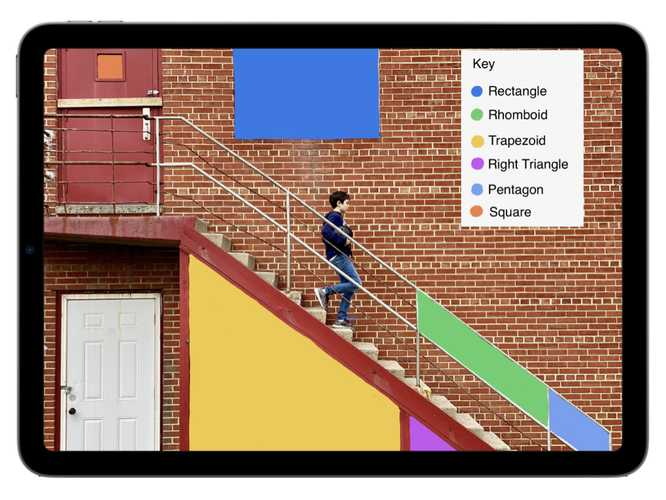 Key
Rectangle
Rhomboid
Trapezoid
Right Triangle
Pentagon
Square